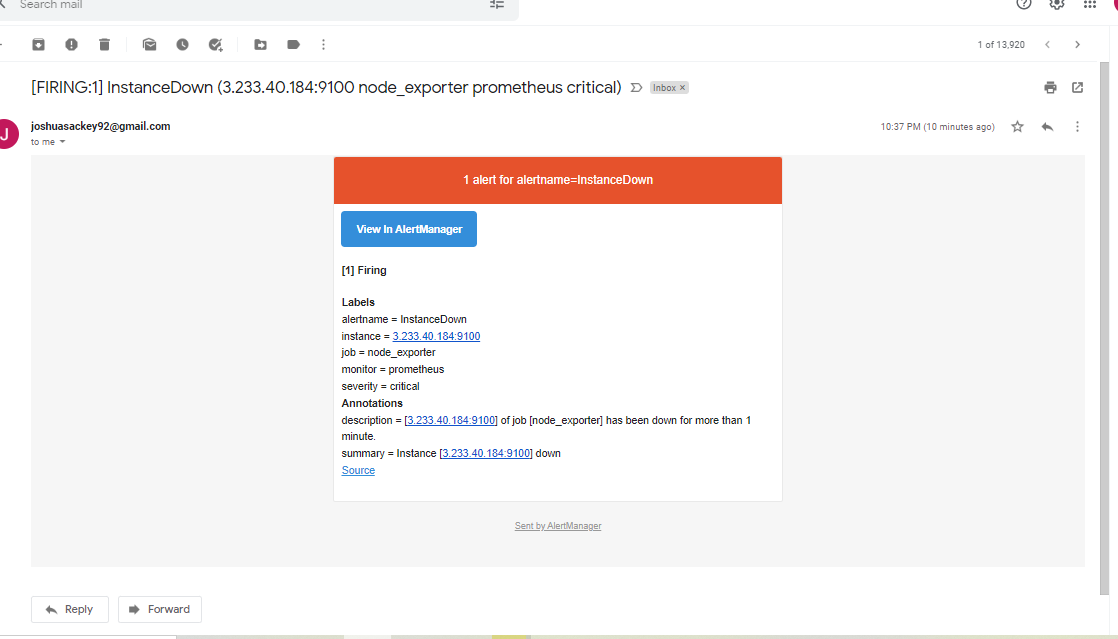 Search mail
1 of 13,920
[FIRING:1] InstanceDown (3.233.40.184:9100 node_exporter prometheus critical)
Inbox ×
J
joshuasackey92@gmail.com
10:37 PM (10 minutes ago)
to me
1 alert for alertname=InstanceDown
View In AlertManager
[1] Firing
Labels
alertname = InstanceDown
instance = 3.233.40.184:9100
job = node_exporter
monitor = prometheus
severity = critical
Annotations
description = [3.233.40.184:9100] of job [node_exporter] has been down for more than 1
minute.
summary = Instance [3.233.40.184:9100] down
Source
Sent by AlertManager
Reply
Forward